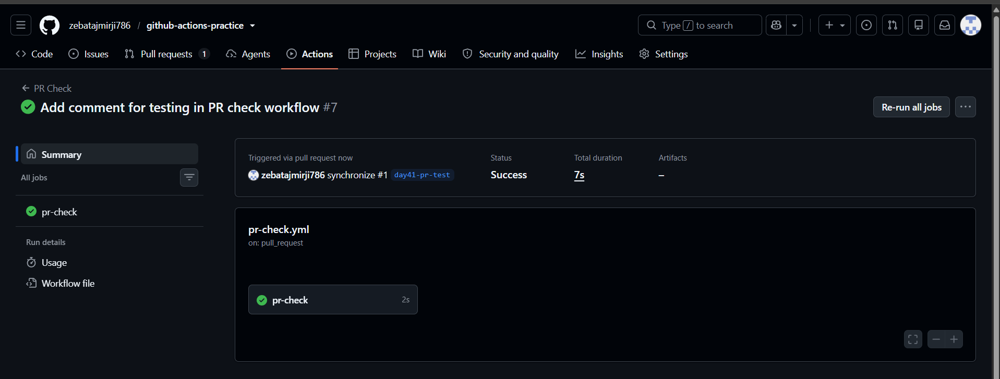 zebatajmirji786 / github-actions-practice
Type / to search
Code
Issues
Pull requests 1
Agents
Actions
Projects
Wiki
Security and quality
Insights
Settings
PR Check
Add comment for testing in PR check workflow #7
Re-run all jobs
Summary
All jobs
pr-check
Run details
Usage
Workflow file
Triggered via pull request now
zebatajmirji786 synchronize #1 day41-pr-test
Status
Success
Total duration
7s
Artifacts
–
pr-check.yml
on: pull_request
pr-check 2s